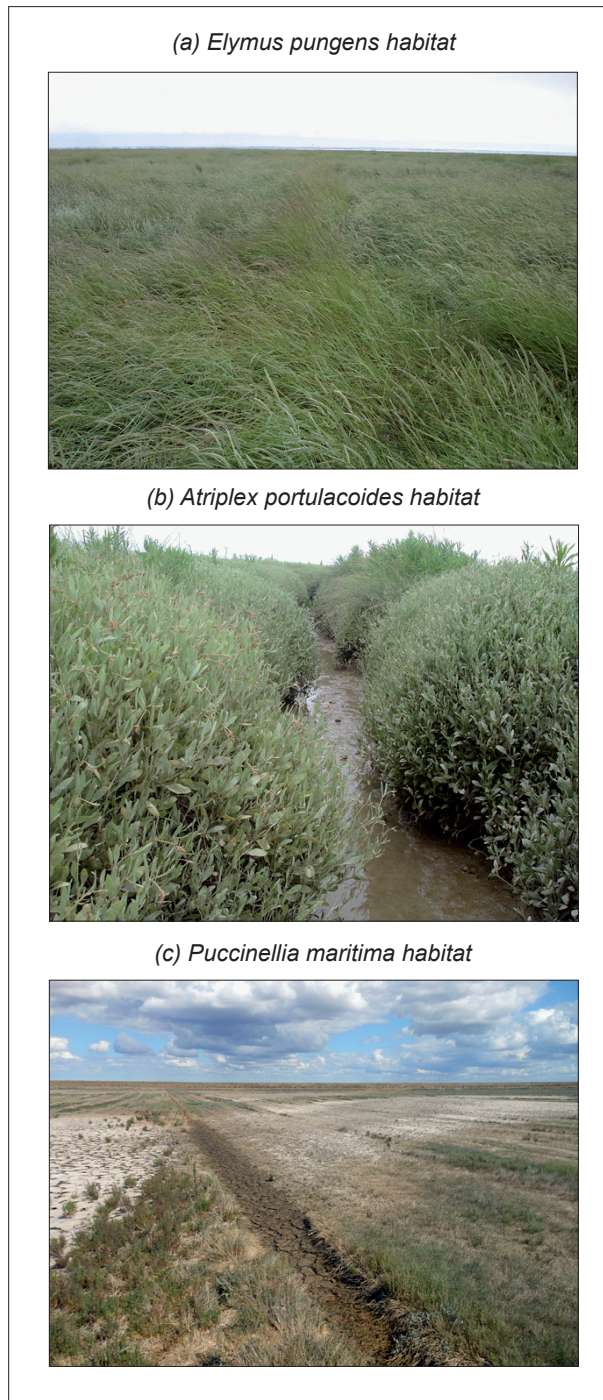 (a) Elymus pungens habitat
(b) Atriplex portulacoides habitat
(c) Puccinellia maritima habitat